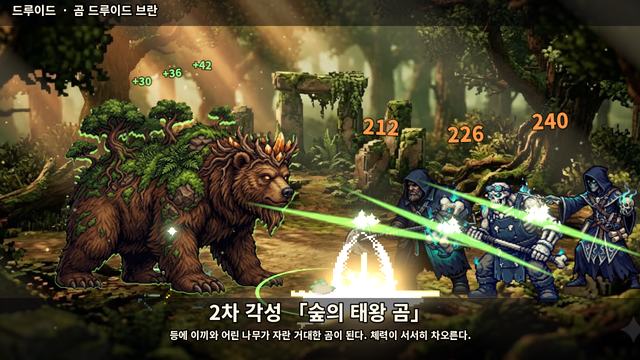 드루이드 · 곰 드루이드 브란
+30 +36 +42
212 226 240
2차 각성 「숲의 태왕 곰」
등에 이끼와 어린 나무가 자란 거대한 곰이 된다. 체력이 서서히 차오른다.